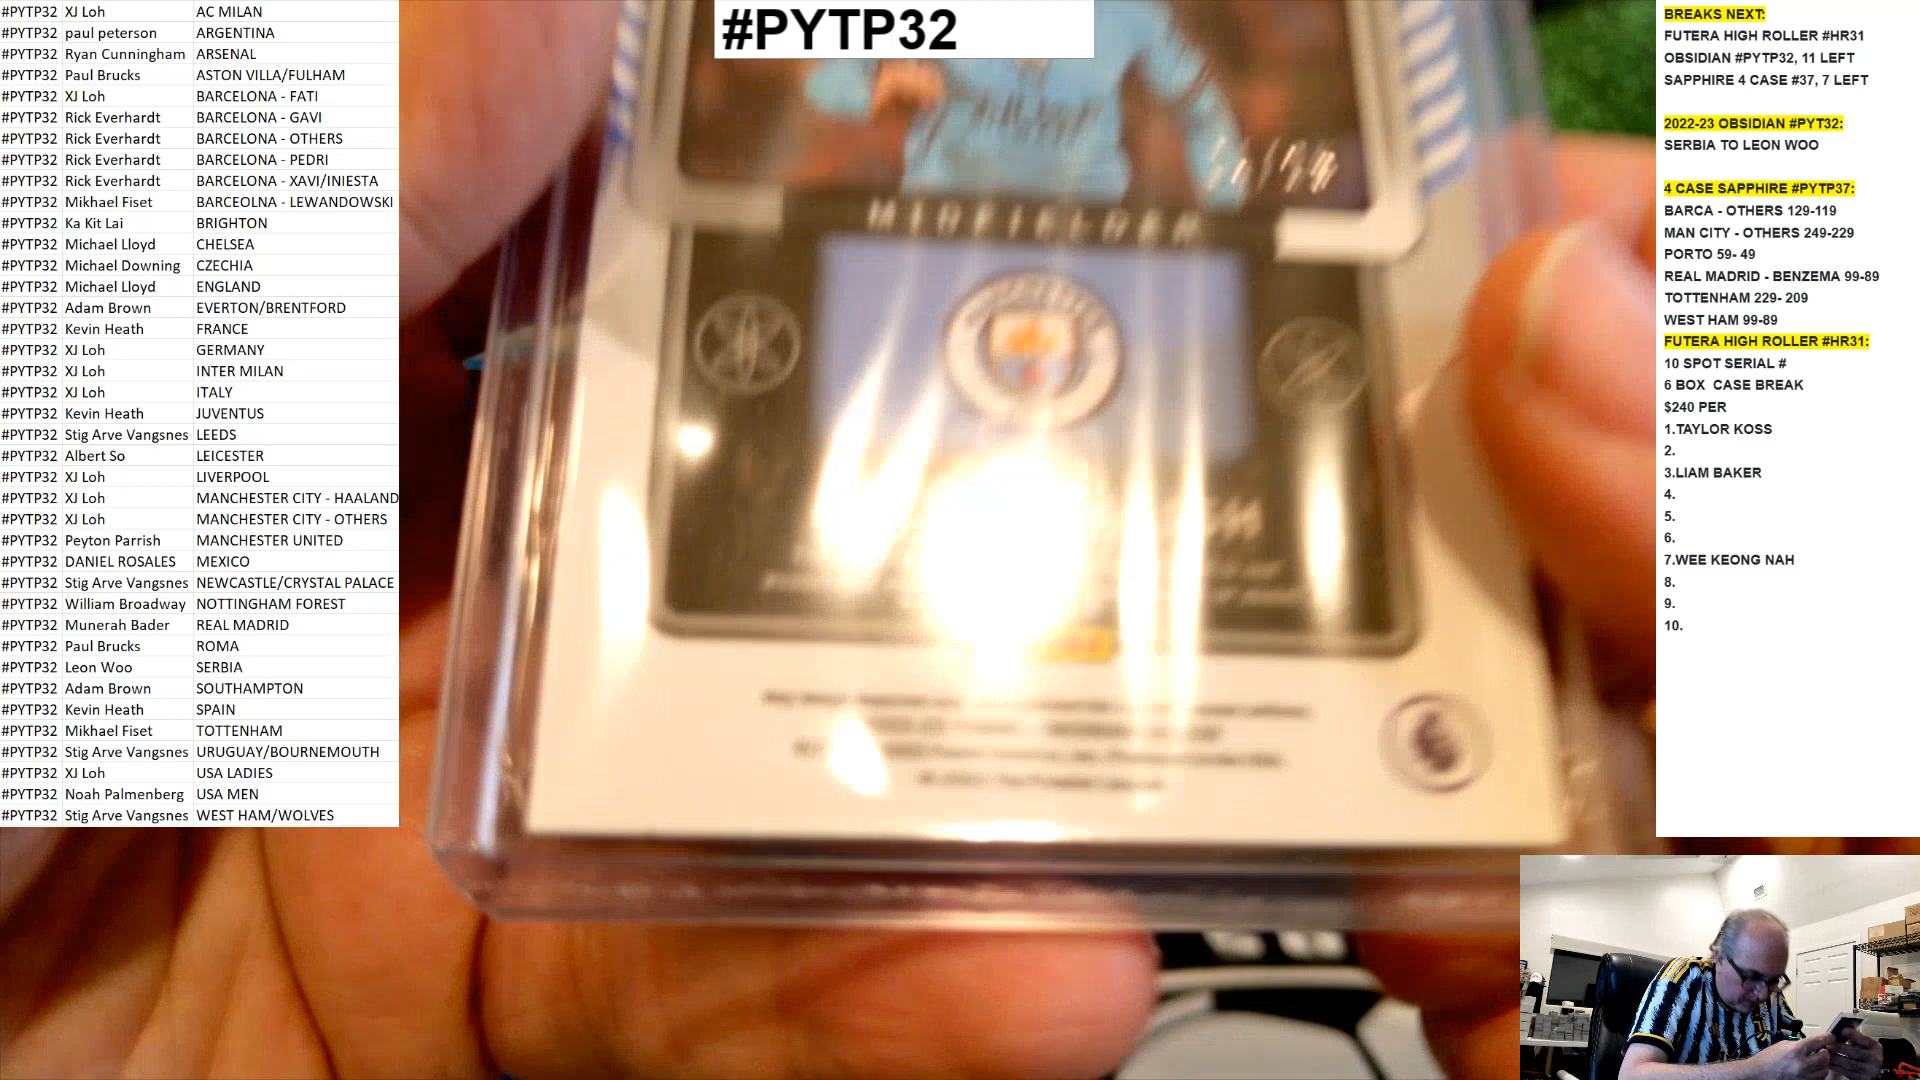 #PYTP32 XJ Loh AC MILAN
#PYTP32 paul peterson ARGENTINA
#PYTP32 Ryan Cunningham ARSENAL
#PYTP32 Paul Brucks ASTON VILLA/FULHAM
#PYTP32 XJ Loh BARCELONA - FATI
#PYTP32 Rick Everhardt BARCELONA - GAVI
#PYTP32 Rick Everhardt BARCELONA - OTHERS
#PYTP32 Rick Everhardt BARCELONA - PEDRI
#PYTP32 Rick Everhardt BARCELONA - XAVI/INIESTA
#PYTP32 Mikhael Fiset BARCEOLNA - LEWANDOWSKI
#PYTP32 Ka Kit Lai BRIGHTON
#PYTP32 Michael Lloyd CHELSEA
#PYTP32 Michael Downing CZECHIA
#PYTP32 Michael Lloyd ENGLAND
#PYTP32 Adam Brown EVERTON/BRENTFORD
#PYTP32 Kevin Heath FRANCE
#PYTP32 XJ Loh GERMANY
#PYTP32 XJ Loh INTER MILAN
#PYTP32 XJ Loh ITALY
#PYTP32 Kevin Heath JUVENTUS
#PYTP32 Stig Arve Vangsnes LEEDS
#PYTP32 Albert So LEICESTER
#PYTP32 XJ Loh LIVERPOOL
#PYTP32 XJ Loh MANCHESTER CITY - HAALAND
#PYTP32 XJ Loh MANCHESTER CITY - OTHERS
#PYTP32 Peyton Parrish MANCHESTER UNITED
#PYTP32 DANIEL ROSALES MEXICO
#PYTP32 Stig Arve Vangsnes NEWCASTLE/CRYSTAL PALACE
#PYTP32 William Broadway NOTTINGHAM FOREST
#PYTP32 Munerah Bader REAL MADRID
#PYTP32 Paul Brucks ROMA
#PYTP32 Leon Woo SERBIA
#PYTP32 Adam Brown SOUTHAMPTON
#PYTP32 Kevin Heath SPAIN
#PYTP32 Mikhael Fiset TOTTENHAM
#PYTP32 Stig Arve Vangsnes URUGUAY/BOURNEMOUTH
#PYTP32 XJ Loh USA LADIES
#PYTP32 Noah Palmenberg USA MEN
#PYTP32 Stig Arve Vangsnes WEST HAM/WOLVES
#PYTP32
MIDFIELDER
BREAKS NEXT:
FUTERA HIGH ROLLER #HR31
OBSIDIAN #PYTP32, 11 LEFT
SAPPHIRE 4 CASE #37, 7 LEFT
2022-23 OBSIDIAN #PYT32:
SERBIA TO LEON WOO
4 CASE SAPPHIRE #PYTP37:
BARCA - OTHERS 129-119
MAN CITY - OTHERS 249-229
PORTO 59- 49
REAL MADRID - BENZEMA 99-89
TOTTENHAM 229- 209
WEST HAM 99-89
FUTERA HIGH ROLLER #HR31:
10 SPOT SERIAL #
6 BOX CASE BREAK
$240 PER
1.TAYLOR KOSS
2.
3.LIAM BAKER
4.
5.
6.
7.WEE KEONG NAH
8.
9.
10.